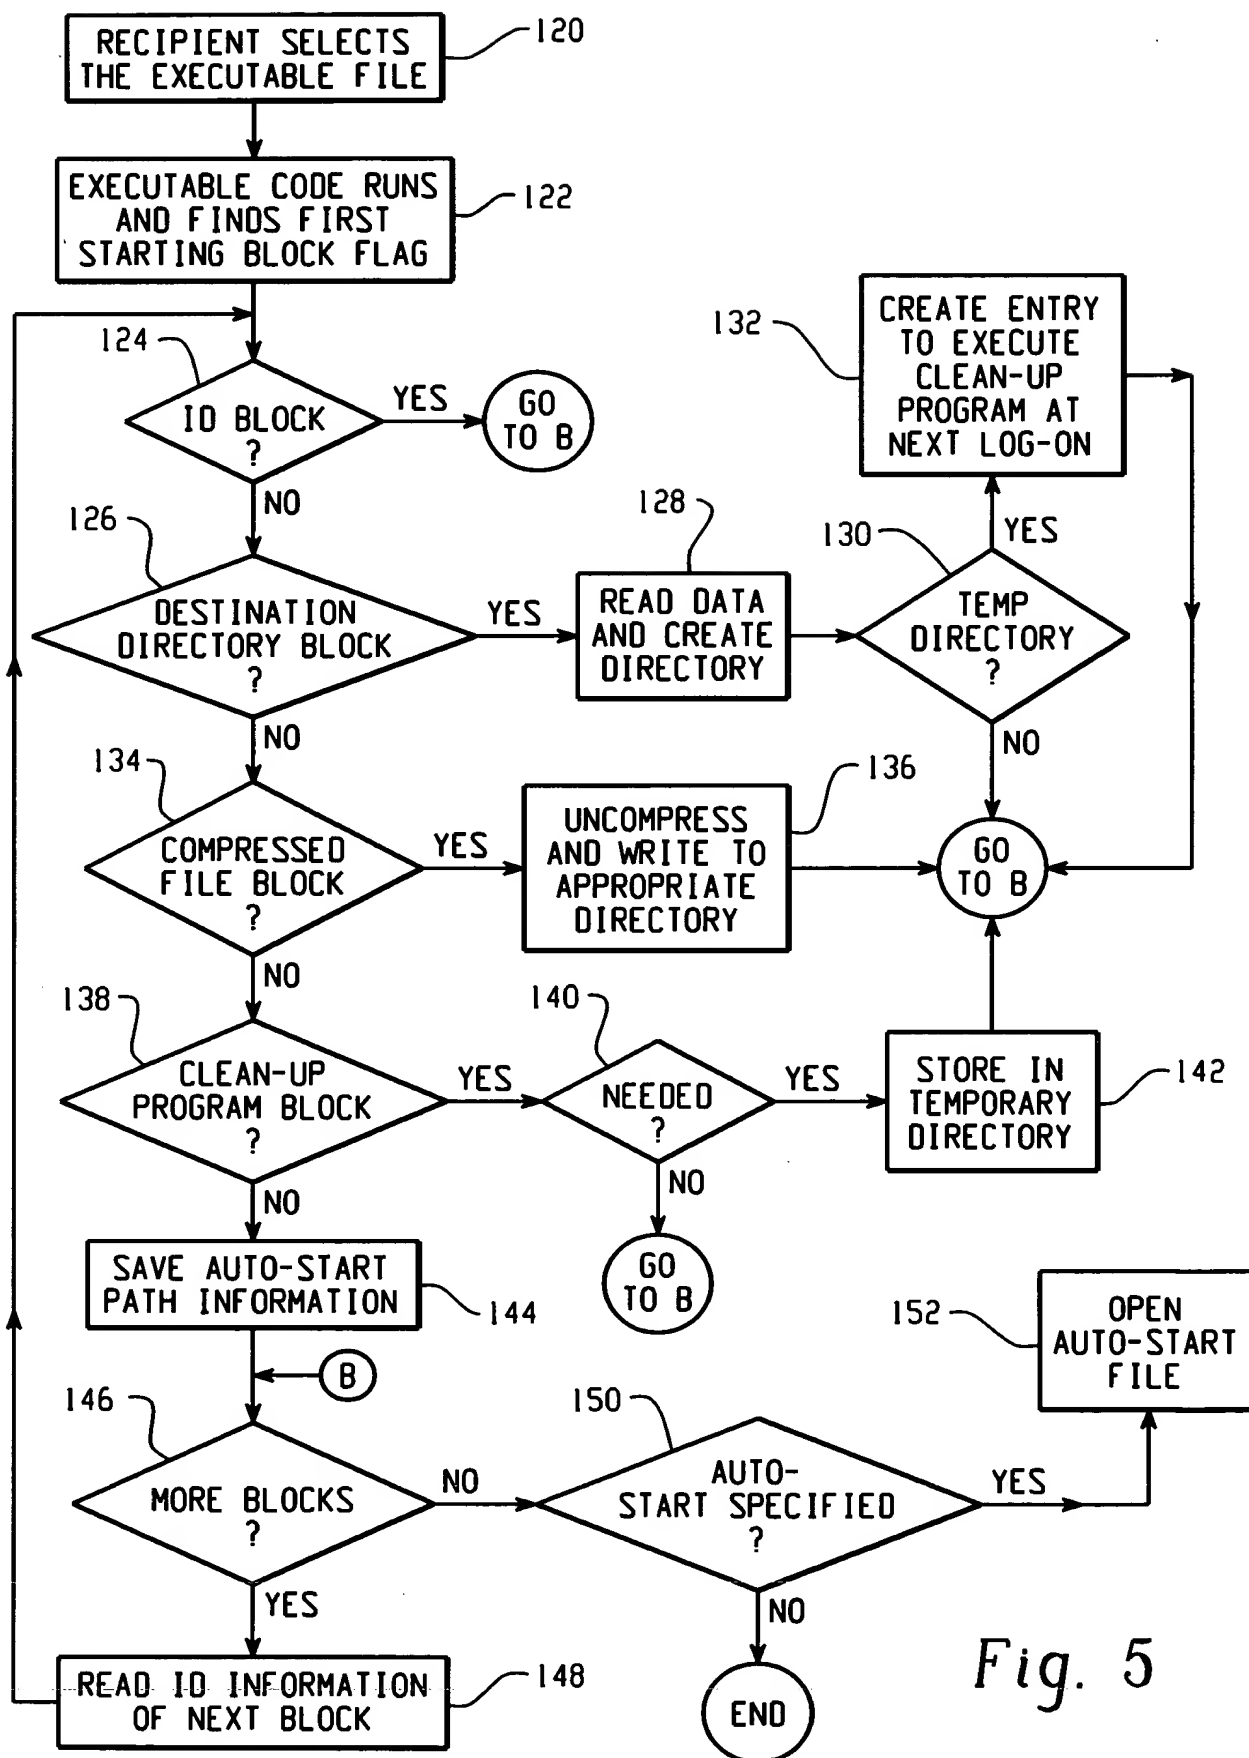 RECIPIENT SELECTS
THE EXECUTABLE FILE
120
EXECUTABLE CODE RUNS
AND FINDS FIRST
STARTING BLOCK FLAG
122
124
ID BLOCK
?
YES
GO
TO B
NO
132
CREATE ENTRY
TO EXECUTE
CLEAN-UP
PROGRAM AT
NEXT LOG-ON
126
DESTINATION
DIRECTORY BLOCK
?
YES
128
READ DATA
AND CREATE
DIRECTORY
130
TEMP
DIRECTORY
?
YES
NO
NO
134
COMPRESSED
FILE BLOCK
?
YES
136
UNCOMPRESS
AND WRITE TO
APPROPRIATE
DIRECTORY
GO
TO B
NO
138
CLEAN-UP
PROGRAM BLOCK
?
YES
140
NEEDED
?
YES
STORE IN
TEMPORARY
DIRECTORY
142
NO
NO
GO
TO B
SAVE AUTO-START
PATH INFORMATION
144
B
146
MORE BLOCKS
?
NO
150
AUTO-
START SPECIFIED
?
YES
152
OPEN
AUTO-START
FILE
YES
NO
READ ID INFORMATION
OF NEXT BLOCK
148
END
Fig. 5